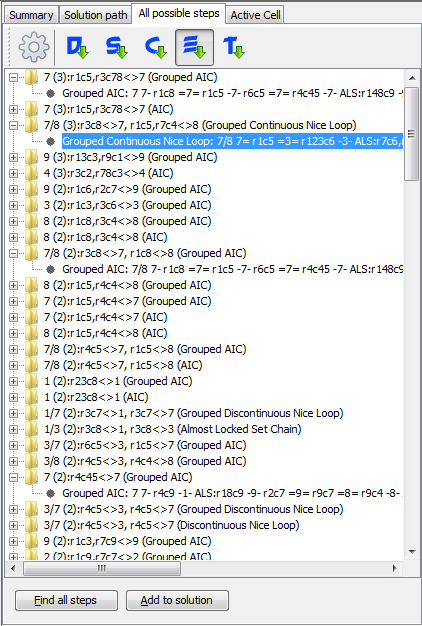 Summary Solution path All possible steps Active Cell
D S C E T
7 (3):r1c5,r3c78<>7 (Grouped AIC)
Grouped AIC: 7 7- r1c8 =7= r1c5 -7- r6c5 =7= r4c45 -7- ALS:r148c9 -9
7 (3):r1c5,r3c78<>7 (AIC)
7/8 (3):r3c8<>7, r1c5,r7c4<>8 (Grouped Continuous Nice Loop)
Grouped Continuous Nice Loop: 7/8 7= r1c5 =3= r123c6 -3- ALS:r7c6,r
9 (3):r13c3,r9c1<>9 (Grouped AIC)
4 (3):r3c2,r78c3<>4 (AIC)
9 (2):r1c6,r2c7<>9 (Grouped AIC)
3 (2):r1c3,r3c6<>3 (Grouped AIC)
8 (2):r1c8,r3c4<>8 (Grouped AIC)
8 (2):r1c8,r3c4<>8 (AIC)
7/8 (2):r3c8<>7, r1c8<>8 (Grouped AIC)
Grouped AIC: 7/8 7- r1c8 =7= r1c5 -7- r6c5 =7= r4c45 -7- ALS:r148c9
8 (2):r1c5,r4c4<>8 (Grouped AIC)
7 (2):r1c5,r4c4<>7 (Grouped AIC)
7 (2):r1c5,r4c4<>7 (AIC)
8 (2):r1c5,r4c4<>8 (AIC)
7/8 (2):r4c5<>7, r1c5<>8 (Grouped AIC)
7/8 (2):r4c5<>7, r1c5<>8 (AIC)
1 (2):r23c8<>1 (Grouped AIC)
1 (2):r23c8<>1 (AIC)
1/7 (2):r3c7<>1, r3c7<>7 (Grouped Discontinuous Nice Loop)
1/3 (2):r3c8<>1, r3c8<>3 (Almost Locked Set Chain)
3/7 (2):r6c5<>3, r1c5<>7 (Grouped AIC)
3/8 (2):r4c5<>3, r4c4<>8 (Grouped AIC)
7 (2):r4c45<>7 (Grouped AIC)
Grouped AIC: 7 7- r4c9 -1- ALS:r18c9 -9- r2c7 =9= r9c7 =8= r9c4 -8-
3/7 (2):r4c5<>3, r4c5<>7 (Grouped Discontinuous Nice Loop)
3/7 (2):r4c5<>3, r4c5<>7 (Discontinuous Nice Loop)
9 (2):r1c3,r7c9<>9 (Grouped AIC)
2 (2):r1c9,r7c7<>2 (Grouped AIC)
Find all steps Add to solution